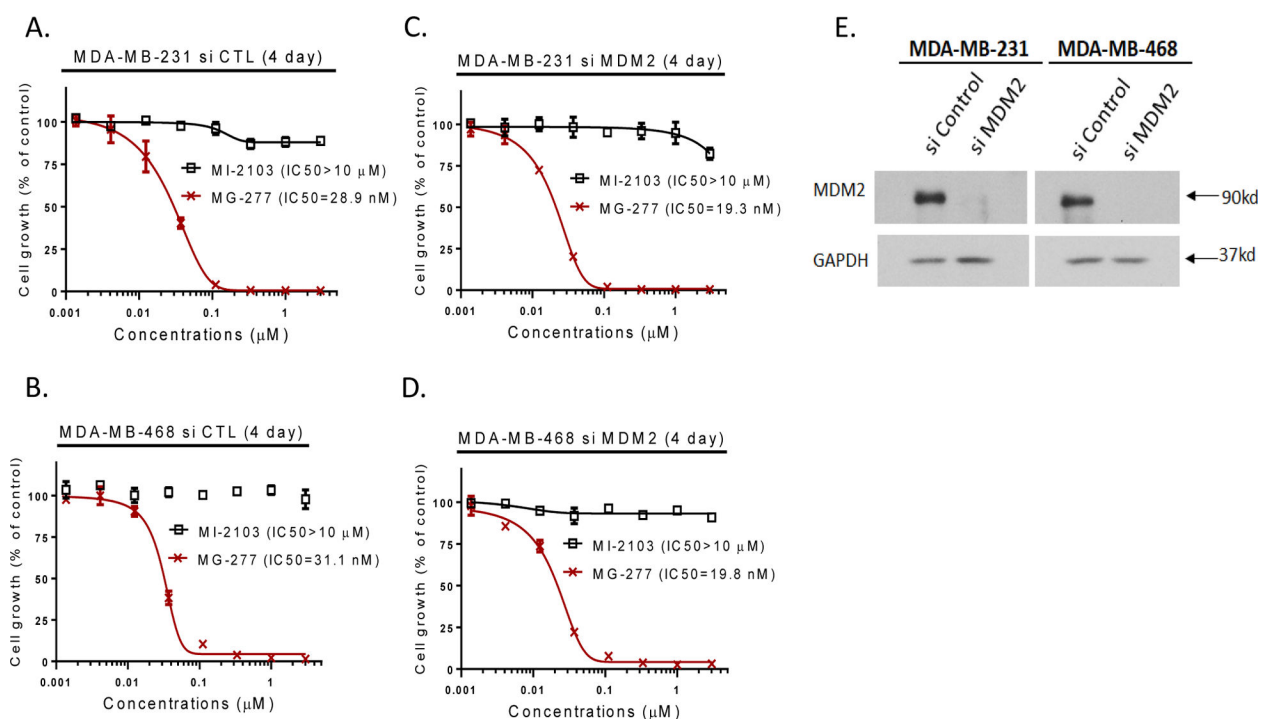 A.
MDA-MB-231 si CTL (4 day)
Cell growth (% of control)
100
75
50
25
0
MI-2103 (IC50>10 μM)
MG-277 (IC50=28.9 nM)
0.001 0.01 0.1 1
Concentrations (μM)
C.
MDA-MB-231 si MDM2 (4 day)
Cell growth (% of control)
100
75
50
25
0
MI-2103 (IC50>10 μM)
MG-277 (IC50=19.3 nM)
0.001 0.01 0.1 1
Concentrations (μM)
E.
MDA-MB-231 MDA-MB-468
si Control si MDM2 si Control si MDM2
MDM2 90kd
GAPDH 37kd
B.
MDA-MB-468 si CTL (4 day)
Cell growth (% of control)
100
75
50
25
0
MI-2103 (IC50>10 μM)
MG-277 (IC50=31.1 nM)
0.001 0.01 0.1 1
Concentrations (μM)
D.
MDA-MB-468 si MDM2 (4 day)
Cell growth (% of control)
100
75
50
25
0
MI-2103 (IC50>10 μM)
MG-277 (IC50=19.8 nM)
0.001 0.01 0.1 1
Concentrations (μM)